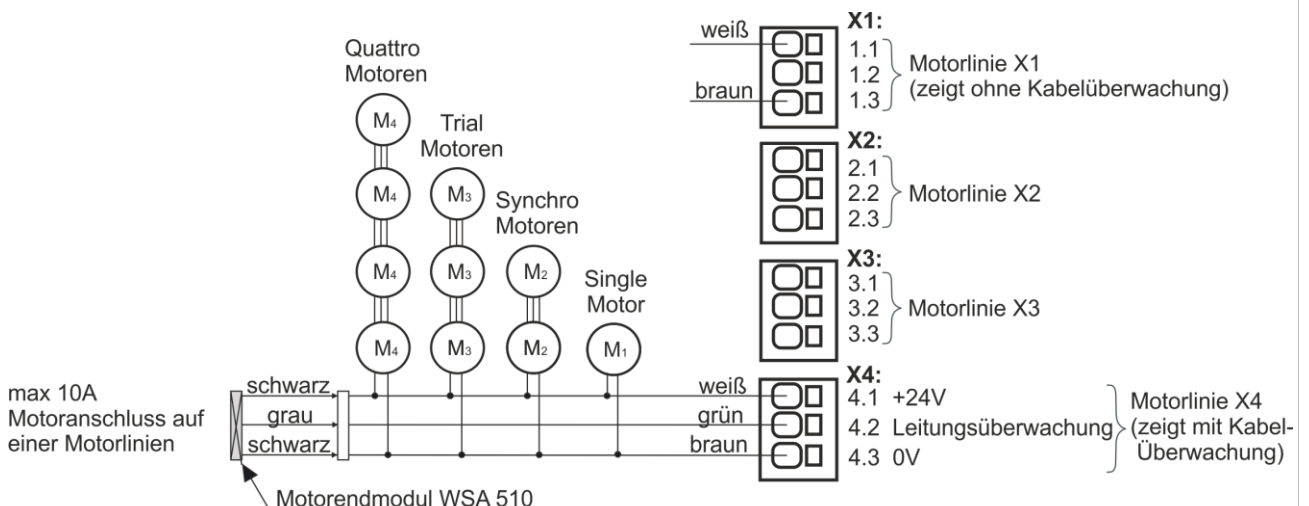 Quattro
Motoren
M4
M4
M4
M4
Trial
Motoren
M3
M3
M3
Synchro
Motoren
M2
M2
Single
Motor
M1
max 10A
Motoranschluss auf
einer Motorlinien
schwarz
grau
schwarz
Motorendmodul WSA 510
weiß
braun
X1:
1.1
1.2
1.3
Motorlinie X1
(zeigt ohne Kabelüberwachung)
X2:
2.1
2.2
2.3
Motorlinie X2
X3:
3.1
3.2
3.3
Motorlinie X3
weiß
grün
braun
X4:
4.1 +24V
4.2 Leitungsüberwachung
4.3 0V
Motorlinie X4
(zeigt mit Kabel-
Überwachung)